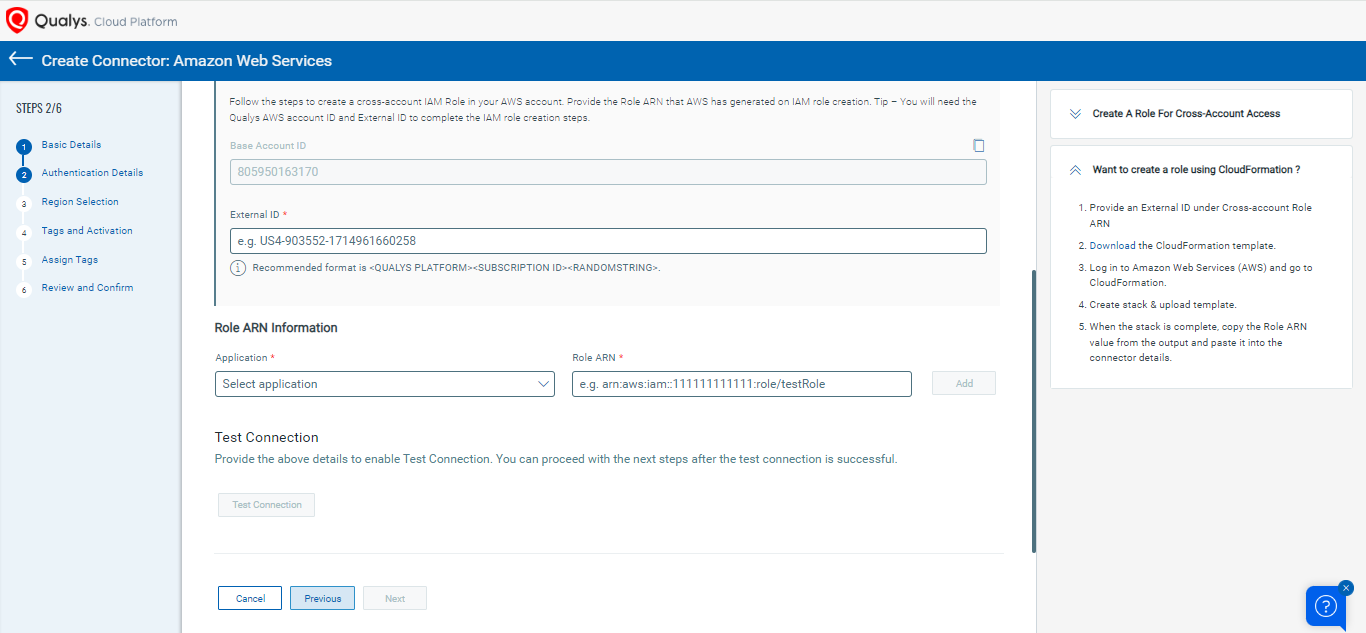 Qualys. Cloud Platform
Create Connector: Amazon Web Services
STEPS 2/6
1 Basic Details
2 Authentication Details
3 Region Selection
4 Tags and Activation
5 Assign Tags
6 Review and Confirm
Follow the steps to create a cross-account IAM Role in your AWS account. Provide the Role ARN that AWS has generated on IAM role creation. Tip – You will need the
Qualys AWS account ID and External ID to complete the IAM role creation steps.
Base Account ID
805950163170
External ID *
e.g. US4-903552-1714961660258
Recommended format is <QUALYS PLATFORM><SUBSCRIPTION ID><RANDOMSTRING>.
Role ARN Information
Application *
Select application
Role ARN *
e.g. arn:aws:iam::111111111111:role/testRole
Add
Test Connection
Provide the above details to enable Test Connection. You can proceed with the next steps after the test connection is successful.
Test Connection
Cancel
Previous
Next
Create A Role For Cross-Account Access
Want to create a role using CloudFormation ?
1. Provide an External ID under Cross-account Role
ARN
2. Download the CloudFormation template.
3. Log in to Amazon Web Services (AWS) and go to
CloudFormation.
4. Create stack & upload template.
5. When the stack is complete, copy the Role ARN
value from the output and paste it into the
connector details.